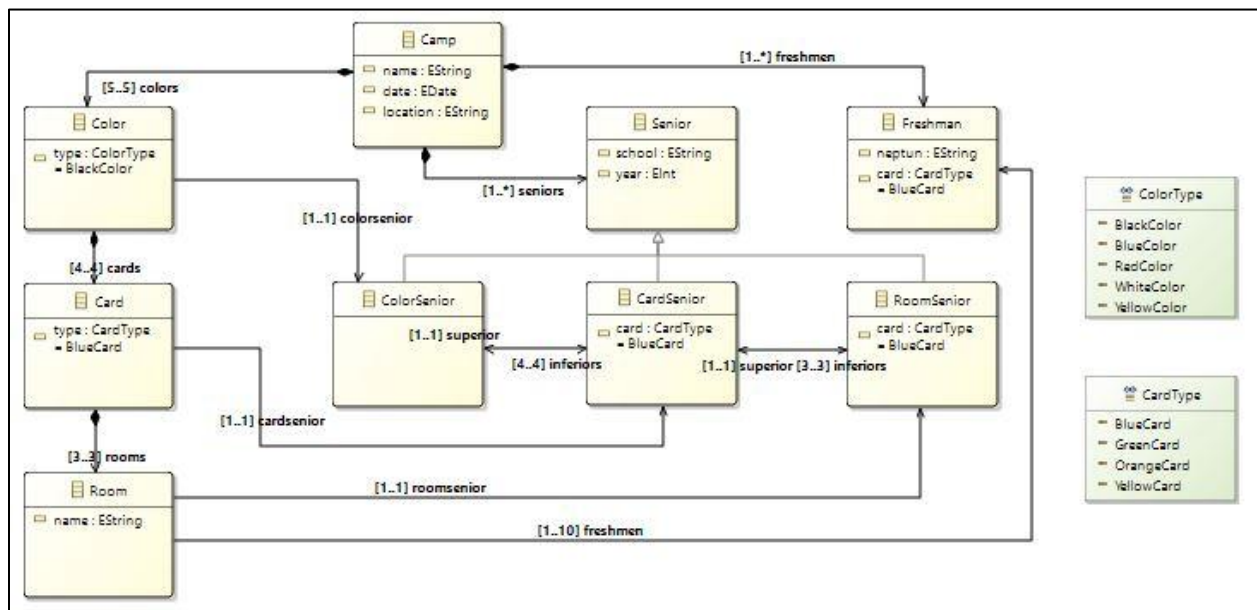 Camp
name : EString
date : EDate
location : EString
[5..5] colors
[1..*] freshmen
Color
type : ColorType
= BlackColor
Senior
school : EString
year : EInt
Freshman
neptun : EString
card : CardType
= BlueCard
[1..*] seniors
[1..1] colorsenior
ColorType
BlackColor
BlueColor
RedColor
WhiteColor
YellowColor
[4..4] cards
Card
type : CardType
= BlueCard
ColorSenior
CardSenior
card : CardType
= BlueCard
RoomSenior
card : CardType
= BlueCard
[1..1] superior
[4..4] inferiors
[1..1] superior [3..3] inferiors
[1..1] cardsenior
CardType
BlueCard
GreenCard
OrangeCard
YellowCard
[3..3] rooms
Room
name : EString
[1..1] roomsenior
[1..10] freshmen